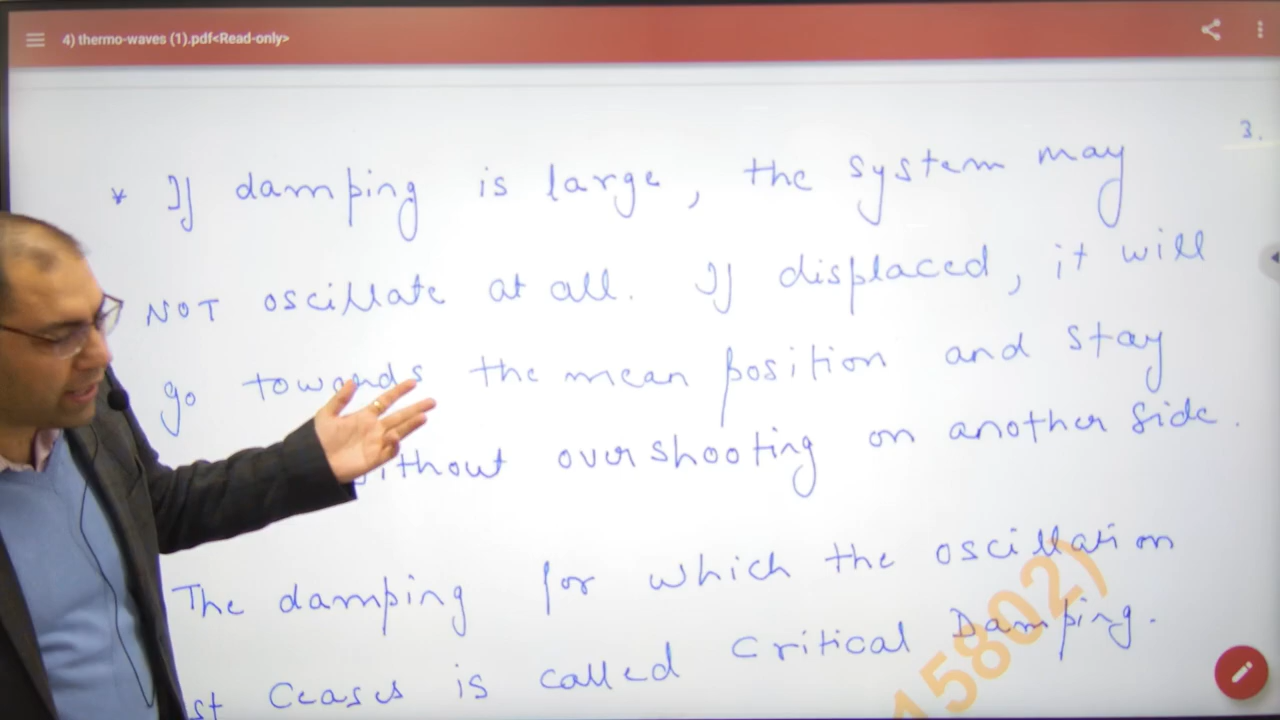 4) thermo-waves (1).pdf<Read-only>
3.
* If damping is large, the system may
NOT oscillate at all. If displaced, it will
go towards the mean position and stay
without overshooting on another side.
The damping for which the oscillation
st ceases is called Critical Damping.
15802)